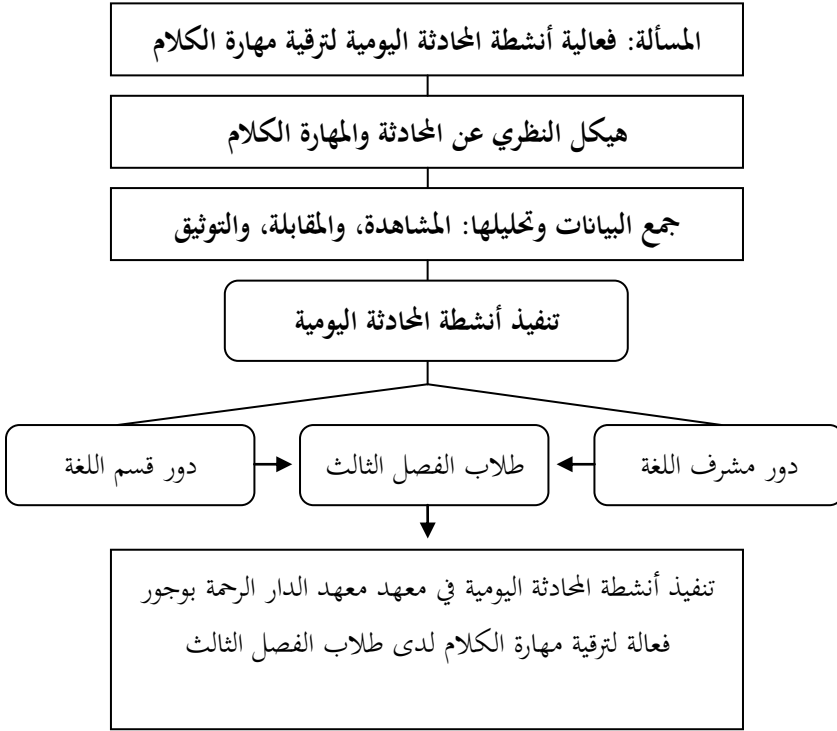 المسألة: فعالية أنشطة المحادثة اليومية لترقية مهارة الكلام
هيكل النظري عن المحادثة والمهارة الكلام
جمع البيانات وتحليلها: المشاهدة، والمقابلة، والتوثيق
تنفيذ أنشطة المحادثة اليومية
دور مشرف اللغة
طلاب الفصل الثالث
دور قسم اللغة
تنفيذ أنشطة المحادثة اليومية في معهد معهد الدار الرحمة بوجور
فعالة لترقية مهارة الكلام لدى طلاب الفصل الثالث